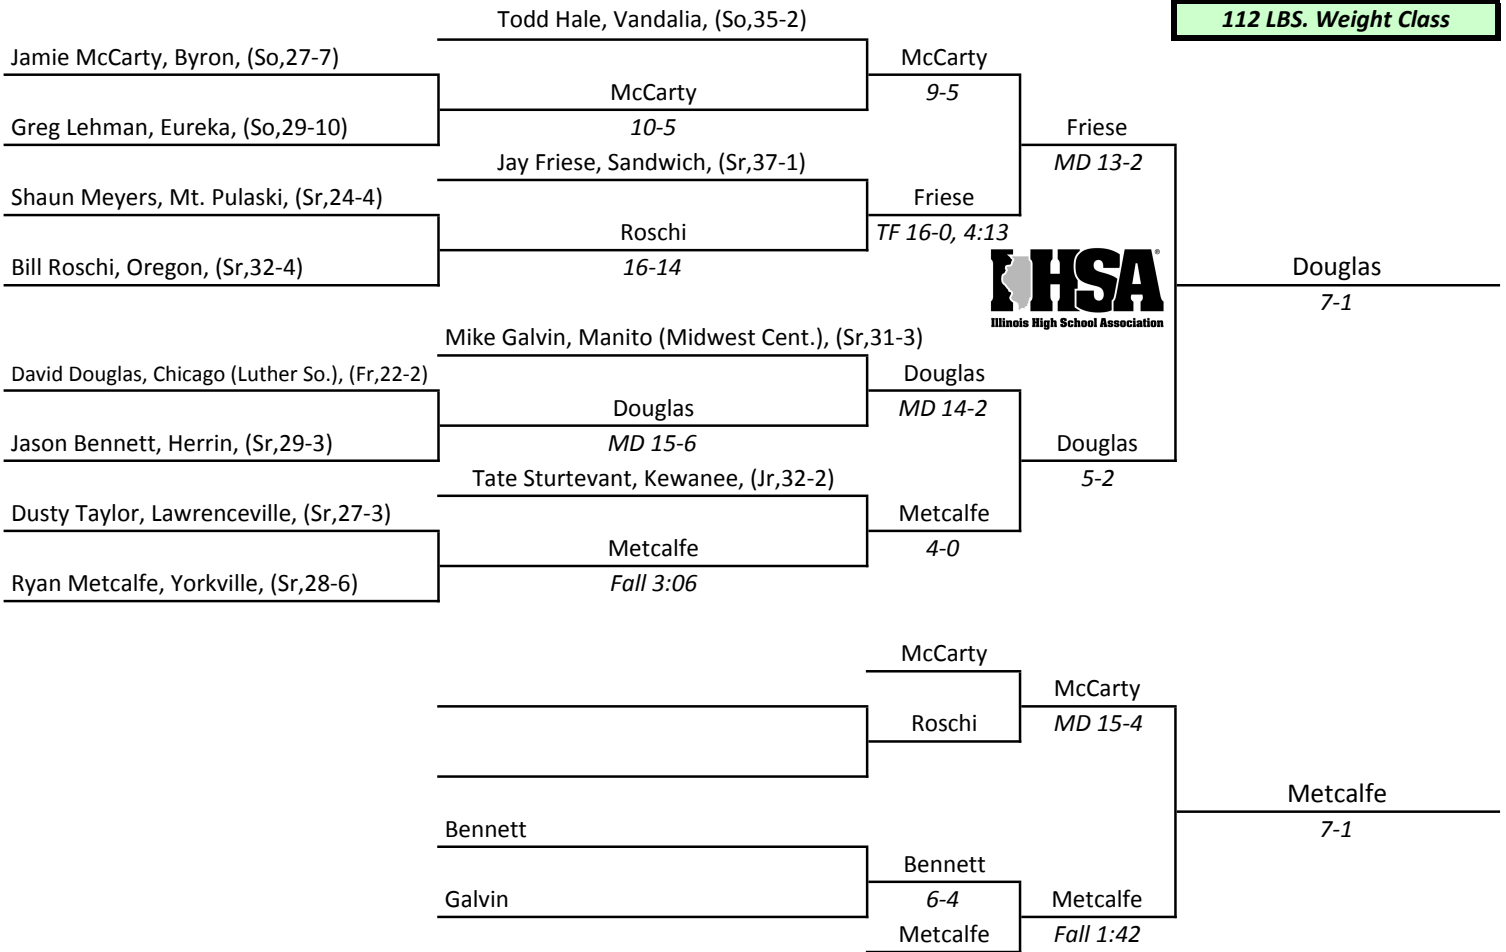 Todd Hale, Vandalia, (So,35-2)
112 LBS. Weight Class
Jamie McCarty, Byron, (So,27-7)
McCarty
McCarty
9-5
Greg Lehman, Eureka, (So,29-10)
10-5
Friese
Jay Friese, Sandwich, (Sr,37-1)
MD 13-2
Shaun Meyers, Mt. Pulaski, (Sr,24-4)
Friese
Roschi
TF 16-0, 4:13
Bill Roschi, Oregon, (Sr,32-4)
16-14
IHSA
Illinois High School Association
Douglas
7-1
Mike Galvin, Manito (Midwest Cent.), (Sr,31-3)
David Douglas, Chicago (Luther So.), (Fr,22-2)
Douglas
Douglas
MD 14-2
Jason Bennett, Herrin, (Sr,29-3)
MD 15-6
Douglas
Tate Sturtevant, Kewanee, (Jr,32-2)
5-2
Dusty Taylor, Lawrenceville, (Sr,27-3)
Metcalfe
Metcalfe
4-0
Ryan Metcalfe, Yorkville, (Sr,28-6)
Fall 3:06
McCarty
McCarty
Roschi
MD 15-4
Metcalfe
7-1
Bennett
Bennett
Galvin
6-4
Metcalfe
Metcalfe
Fall 1:42